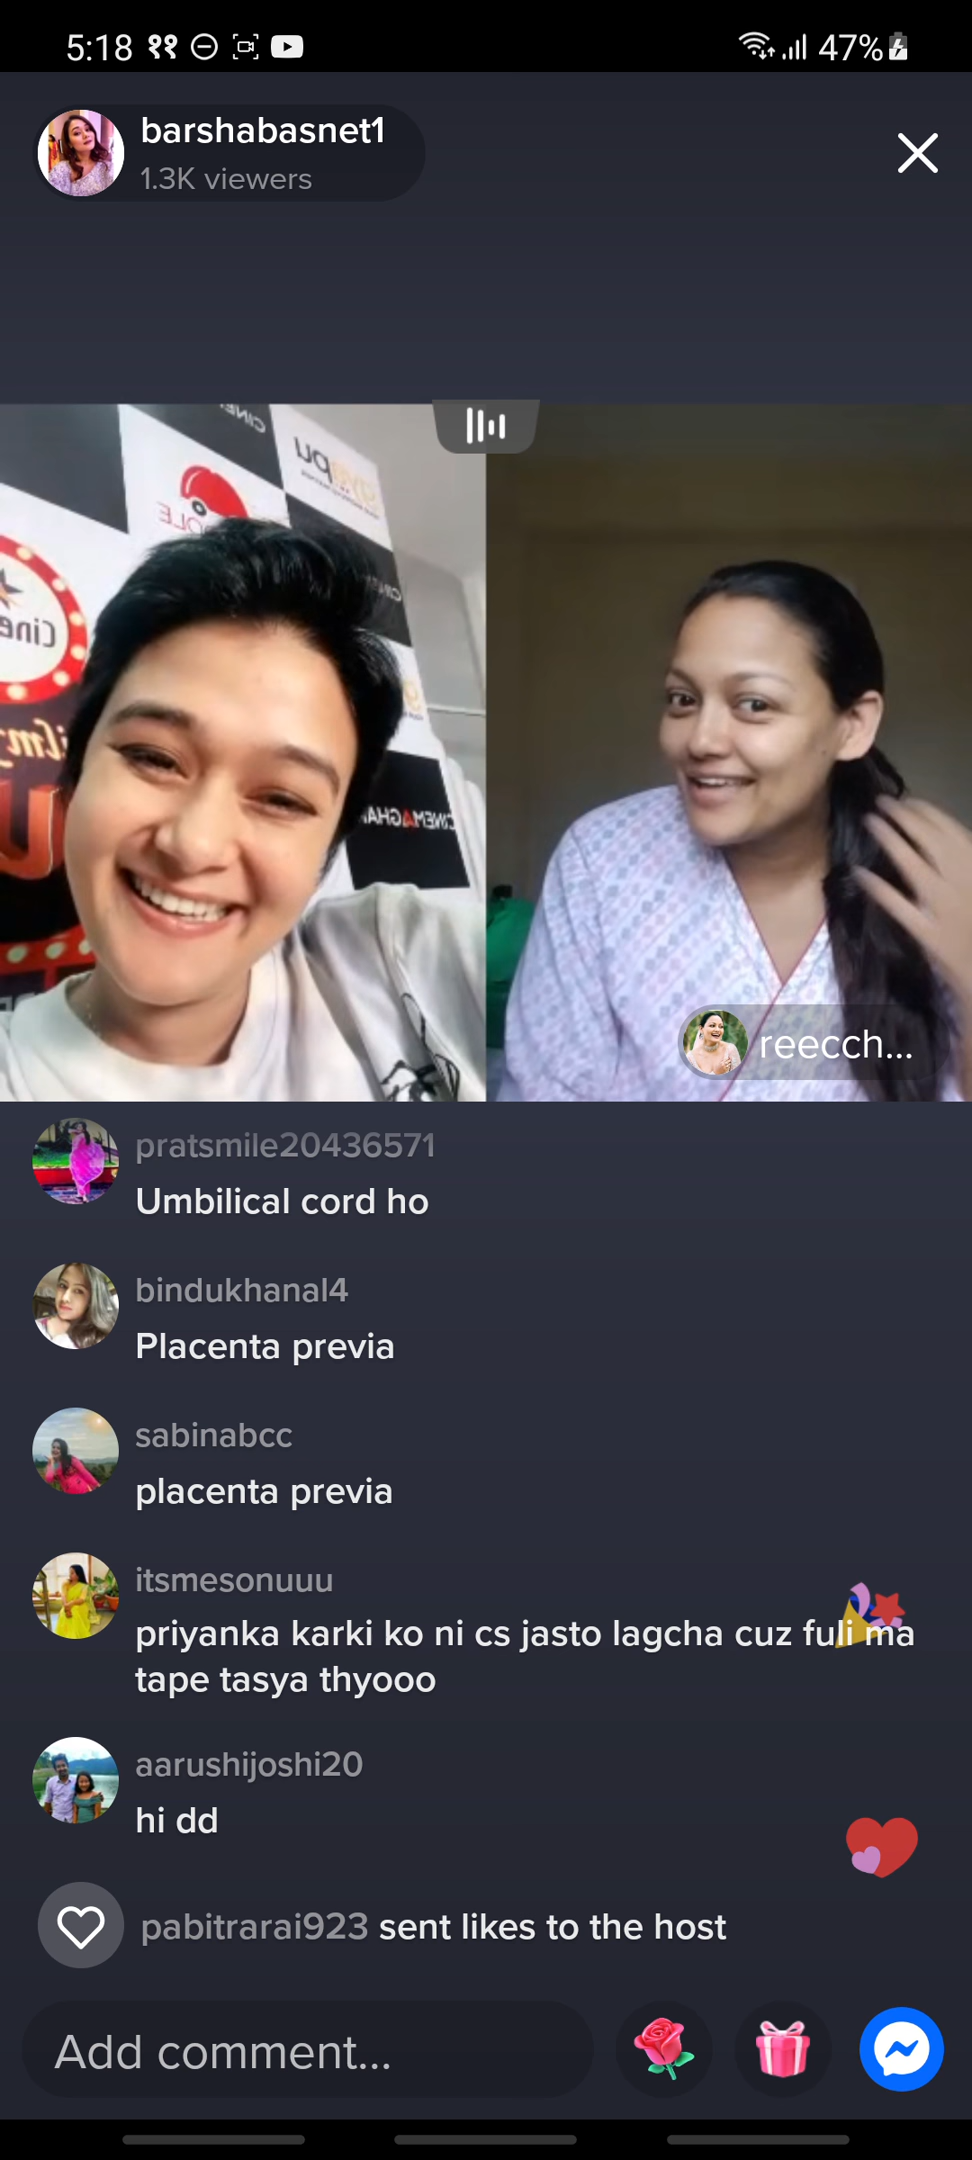 5:18 ११ 47%
barshabasnet1
1.3K viewers
reecch...
pratsmile20436571
Umbilical cord ho
bindukhanal4
Placenta previa
sabinabcc
placenta previa
itsmesonuuu
priyanka karki ko ni cs jasto lagcha cuz fuli ma
tape tasya thyooo
aarushijoshi20
hi dd
pabitrarai923 sent likes to the host
Add comment...